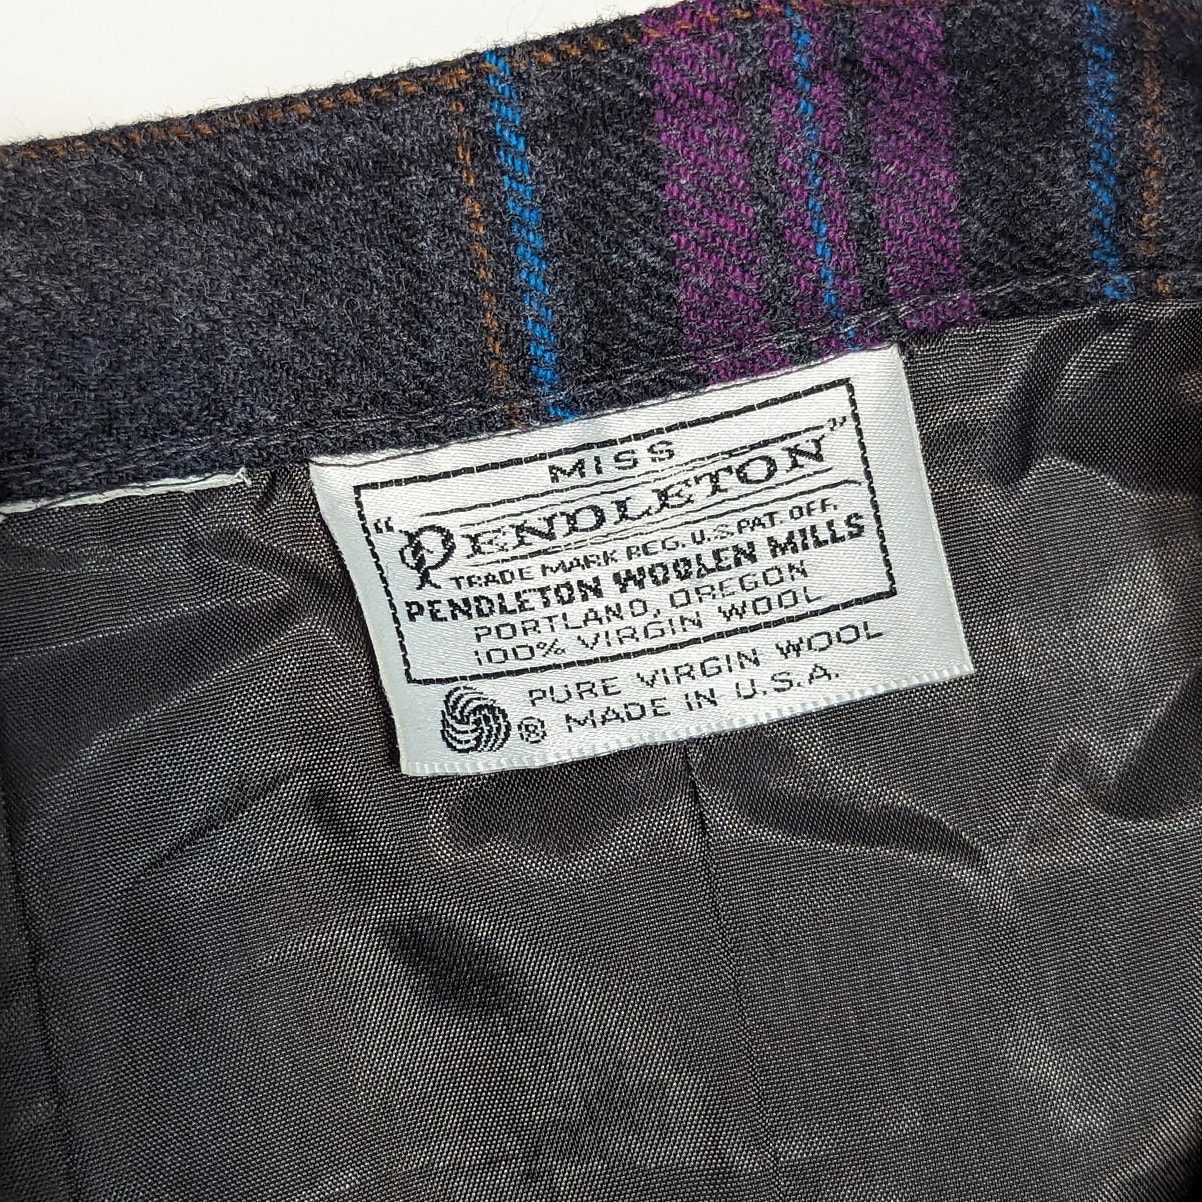 MISS
"PENDLETON"
TRADE MARK REG. U.S. PAT. OFF.
PENDLETON WOOLEN MILLS
PORTLAND, OREGON
100% VIRGIN WOOL
PURE VIRGIN WOOL
® MADE IN U.S.A.